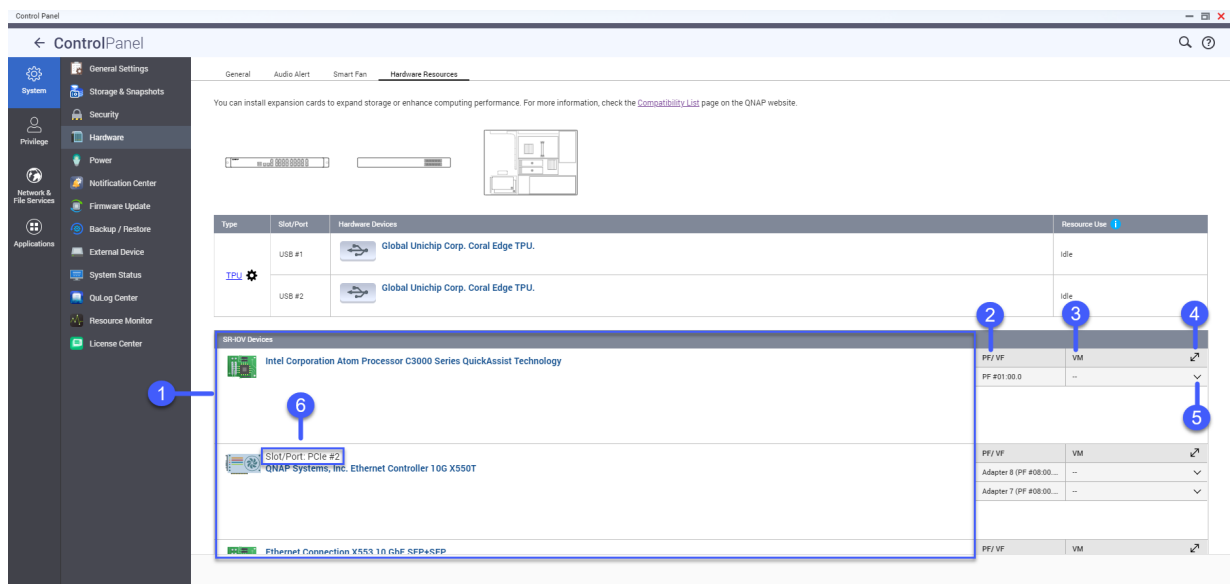 Control Panel
ControlPanel
System
Privilege
Network &
File Services
Applications
General Settings
Storage & Snapshots
Security
Hardware
Power
Notification Center
Firmware Update
Backup / Restore
External Device
System Status
QuLog Center
Resource Monitor
License Center
General Audio Alert Smart Fan Hardware Resources
You can install expansion cards to expand storage or enhance computing performance. For more information, check the Compatibility List page on the QNAP website.
Type Slot/Port Hardware Devices Resource Use i
TPU
USB #1 Global Unichip Corp. Coral Edge TPU. Idle
USB #2 Global Unichip Corp. Coral Edge TPU. Idle
2 3 4
SR-IOV Devices
Intel Corporation Atom Processor C3000 Series QuickAssist Technology
PF/ VF VM
PF #01:00.0 --
1
6
5
Slot/Port: PCIe #2
QNAP Systems, Inc. Ethernet Controller 10G X550T
PF/ VF VM
Adapter 8 (PF #08:00.... --
Adapter 7 (PF #08:00.... --
Ethernet Connection X553 10 GbE SFP+SFP
PF/ VF VM